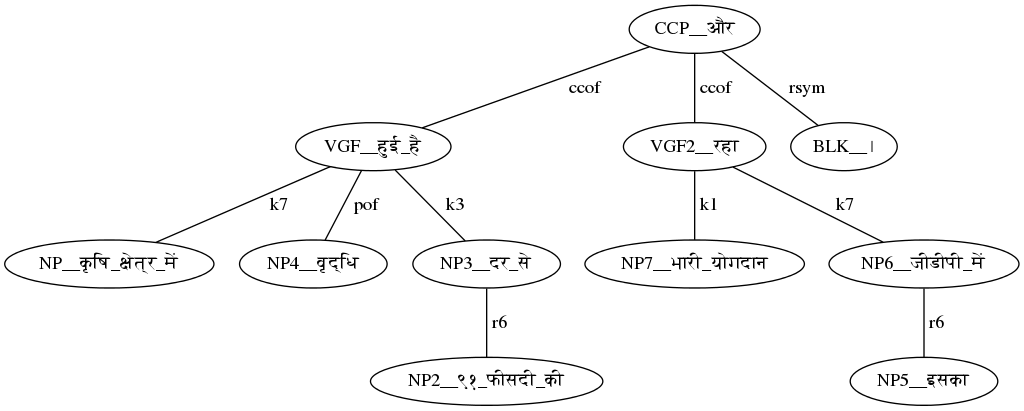 CCP__और
ccof
ccof
rsym
VGF__हुई_है
VGF2__रहा
BLK__।
k7
pof
k3
k1
k7
NP__कृषि_क्षेत्र_में
NP4__वृद्धि
NP3__दर_से
NP7__भारी_योगदान
NP6__जीडीपी_में
r6
r6
NP2__९१_फीसदी_की
NP5__इसका